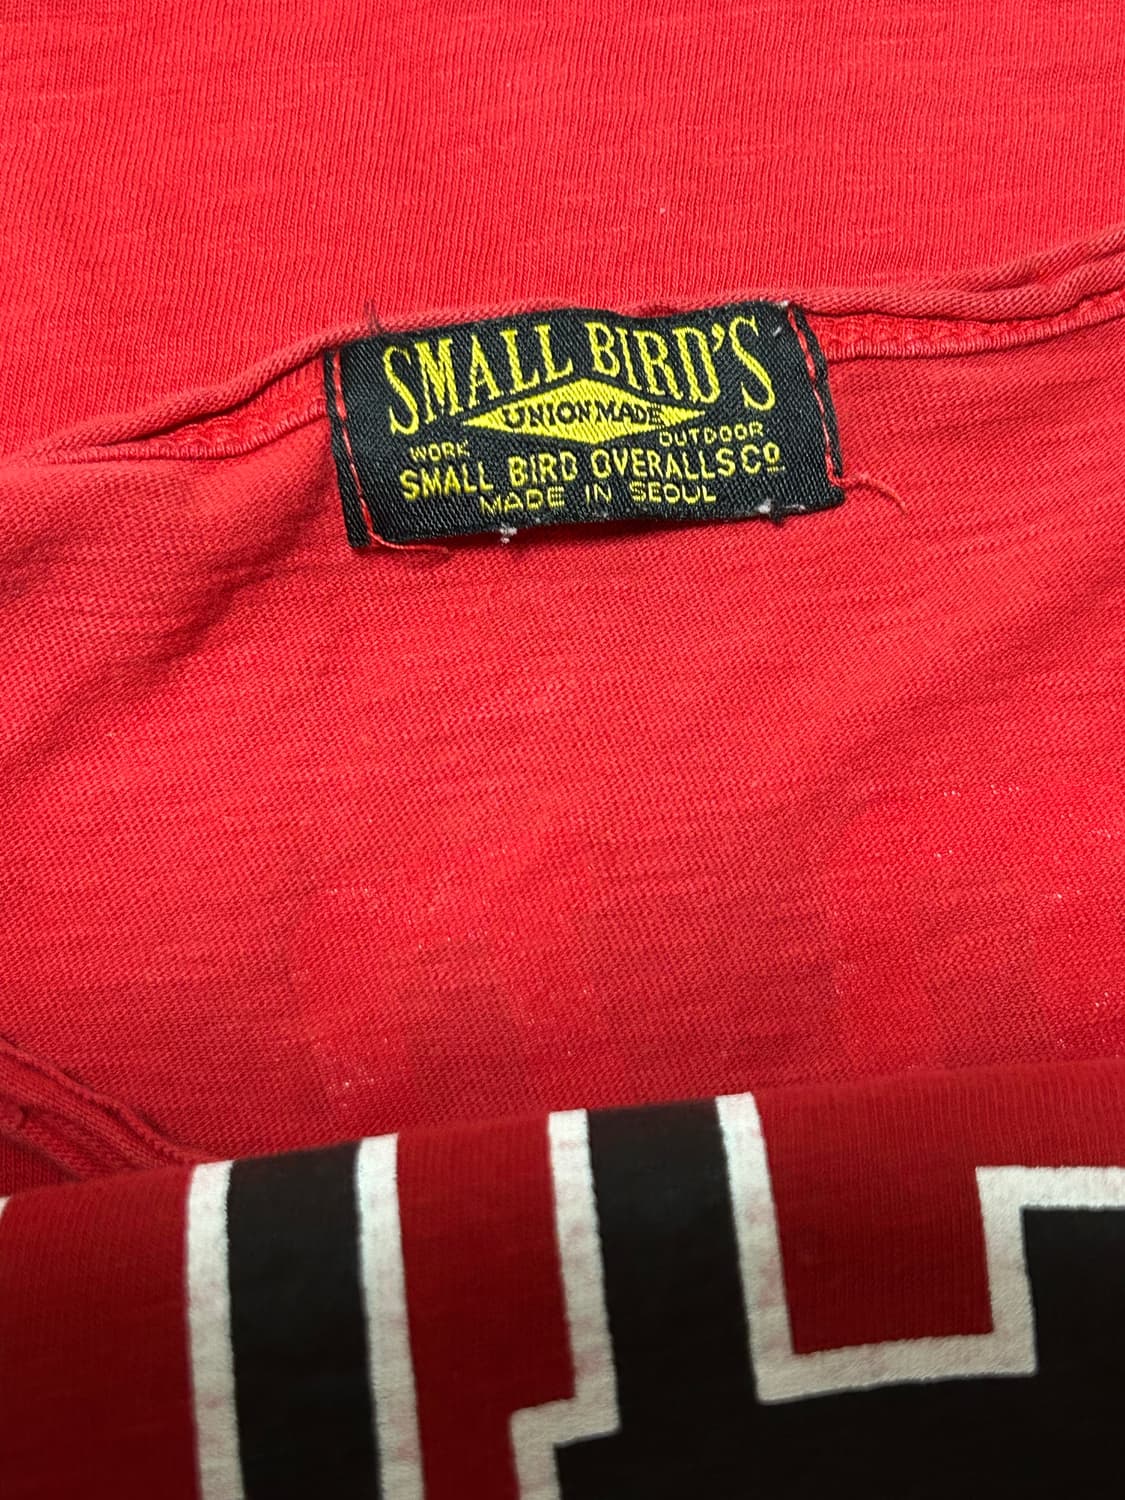 SMALL BIRD'S
UNION MADE
WORK OUTDOOR
SMALL BIRD OVERALLS Cº
MADE IN SEOUL